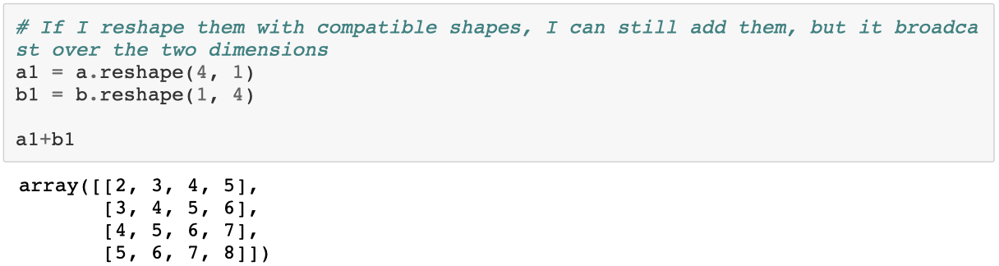 # If I reshape them with compatible shapes, I can still add them, but it broadca
st over the two dimensions
a1 = a.reshape(4, 1)
b1 = b.reshape(1, 4)
a1+b1
array([[2, 3, 4, 5],
       [3, 4, 5, 6],
       [4, 5, 6, 7],
       [5, 6, 7, 8]])